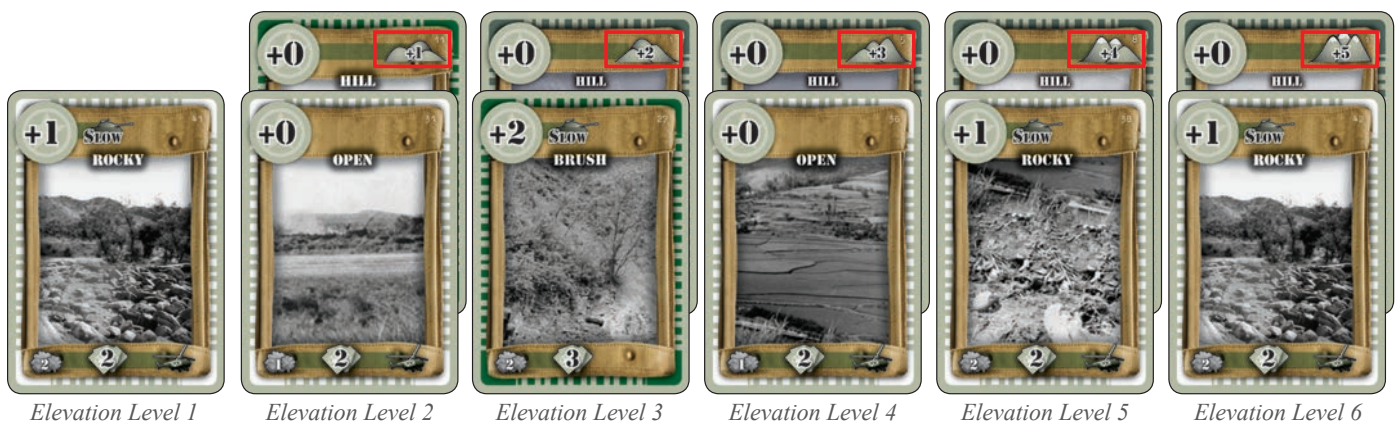 +0 +1
HILL
+0 +2
HILL
+0 +3
HILL
+0 +4
HILL
+0 +5
HILL
+1 SLOW
ROCKY
2 2
+0
OPEN
1 2
+2 SLOW
BRUSH
2 3
+0
OPEN
1 2
+1 SLOW
ROCKY
2 2
+1 SLOW
ROCKY
2 2
Elevation Level 1
Elevation Level 2
Elevation Level 3
Elevation Level 4
Elevation Level 5
Elevation Level 6